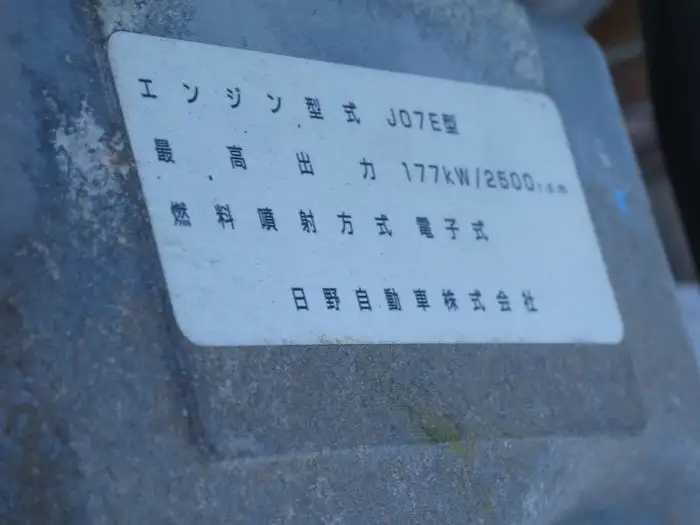 エンジン型式 J07E型
最高出力 177kW/2500rpm
燃料噴射方式 電子式
日野自動車株式会社